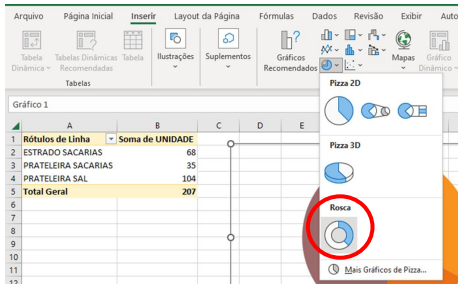 Arquivo Página Inicial Inserir Layout da Página Fórmulas Dados Revisão Exibir Auto
Tabela Dinâmica
Tabelas Dinâmicas Recomendadas
Tabela
Ilustrações
Suplementos
Gráficos Recomendados
Mapas
Gráfico Dinâmico
Tabelas
Gráfico 1
Pizza 2D
Pizza 3D
Rosca
Mais Gráficos de Pizza...
A B C D E
1 Rótulos de Linha Soma de UNIDADE
2 ESTRADO SACARIAS 68
3 PRATELEIRA SACARIAS 35
4 PRATELEIRA SAL 104
5 Total Geral 207
6
7
8
9
10
11
12